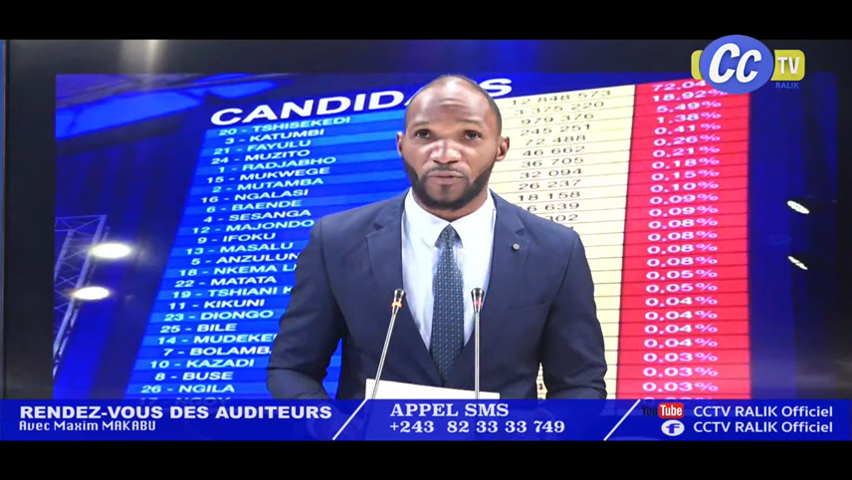 CC TV
RALIK
CANDIDA S
20 - TSHISEKEDI 12 848 573 72.04
3 - KATUMBI 3 375 220 18.92%
21 - FAYULU 979 376 5.49%
24 - MUZITO 245 251 1.38%
1 - RADJABHO 72 488 0.41%
15 - MUKWEGE 46 662 0.26%
2 - MUTAMBA 36 705 0.21%
16 - NGALASI 32 094 0.18%
6 - BAENDE 26 237 0.15%
4 - SESANGA 18 158 0.10%
12 - MAJONDO 639 0.09%
9 - IFOKU 302 0.09%
13 - MASALU 0.08%
5 - ANZULUN 0.08%
18 - NKEMA L 0.08%
22 - MATATA 0.05%
19 - TSHIANI K 0.05%
11 - KIKUNI 0.04%
23 - DIONGO 0.04%
25 - BILE 0.04%
14 - MUDEKE 0.04%
7 - BOLAMBA 0.03%
10 - KAZADI 0.03%
8 - BUSE 0.03%
26 - NGILA
RENDEZ-VOUS DES AUDITEURS
Avec Maxim MAKABU
APPEL SMS
+243 82 33 33 749
YouTube CCTV RALIK Officiel
f CCTV RALIK Officiel